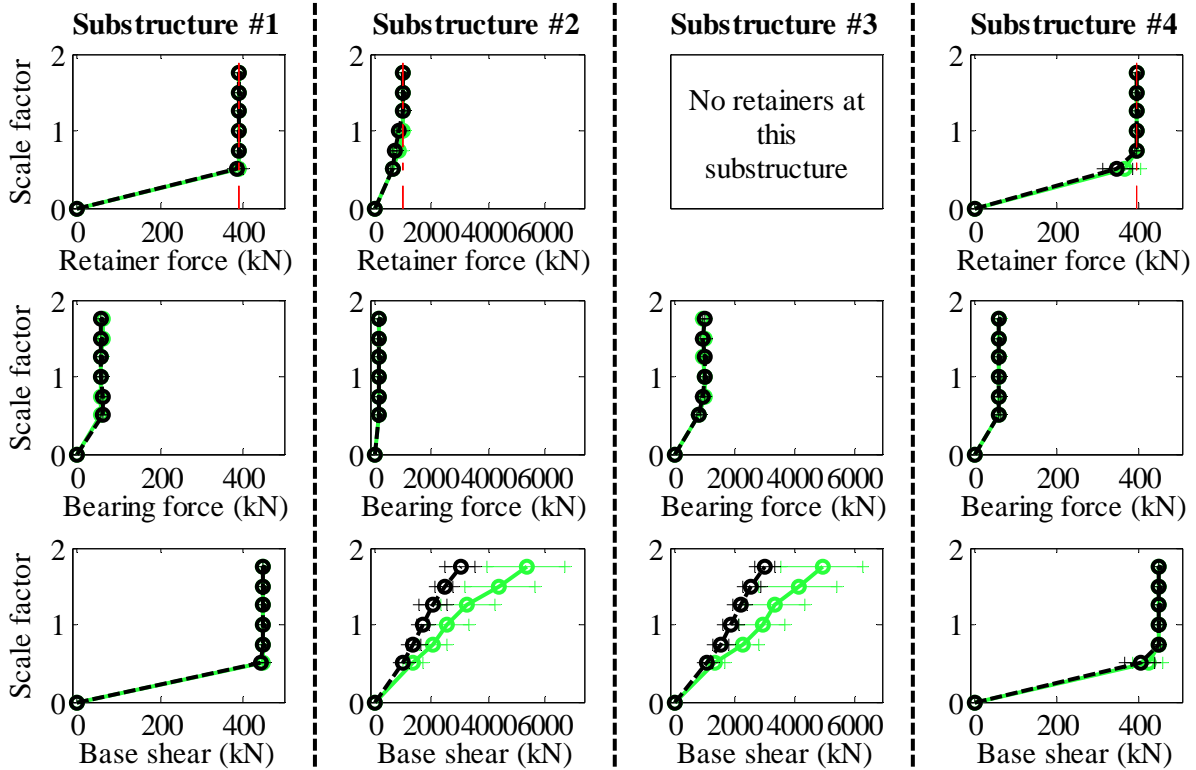 Substructure #1 Substructure #2 Substructure #3 Substructure #4
Scale factor
2
1
0
0 200 400
Retainer force (kN)
2
1
0
0 2000 4000 6000
Retainer force (kN)
No retainers at
this
substructure
2
1
0
0 200 400
Retainer force (kN)
Scale factor
2
1
0
0 200 400
Bearing force (kN)
2
1
0
0 2000 4000 6000
Bearing force (kN)
2
1
0
0 2000 4000 6000
Bearing force (kN)
2
1
0
0 200 400
Bearing force (kN)
Scale factor
2
1
0
0 200 400
Base shear (kN)
2
1
0
0 2000 4000 6000
Base shear (kN)
2
1
0
0 2000 4000 6000
Base shear (kN)
2
1
0
0 200 400
Base shear (kN)